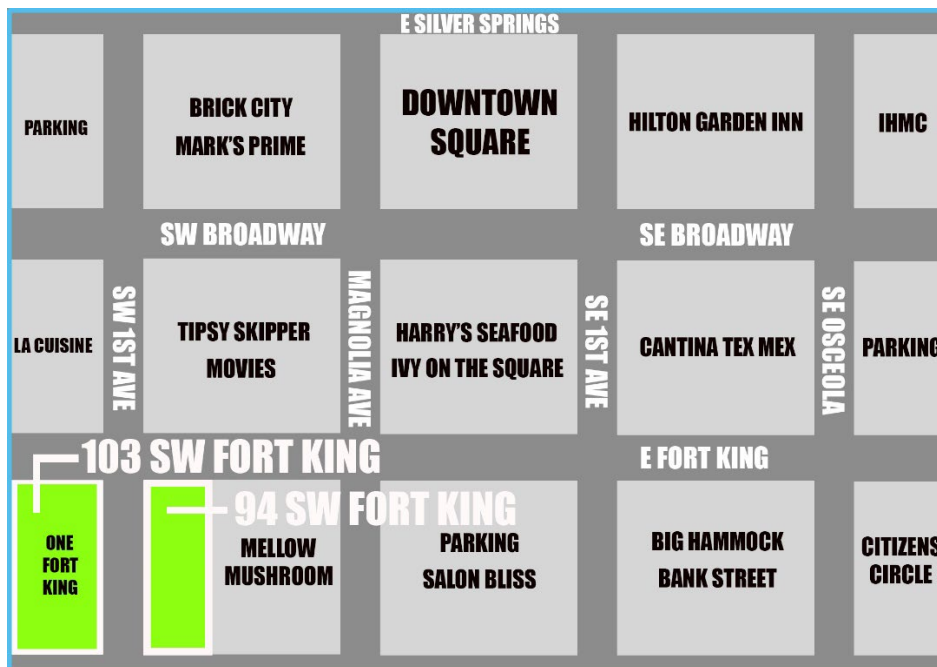 E SILVER SPRINGS
PARKING
BRICK CITY
MARK'S PRIME
DOWNTOWN
SQUARE
HILTON GARDEN INN
IHMC
SW BROADWAY
SE BROADWAY
LA CUISINE
SW 1ST AVE
TIPSY SKIPPER
MOVIES
MAGNOLIA AVE
HARRY'S SEAFOOD
IVY ON THE SQUARE
SE 1ST AVE
CANTINA TEX MEX
SE OSCEOLA
PARKING
103 SW FORT KING
E FORT KING
ONE
FORT
KING
94 SW FORT KING
MELLOW
MUSHROOM
PARKING
SALON BLISS
BIG HAMMOCK
BANK STREET
CITIZENS
CIRCLE